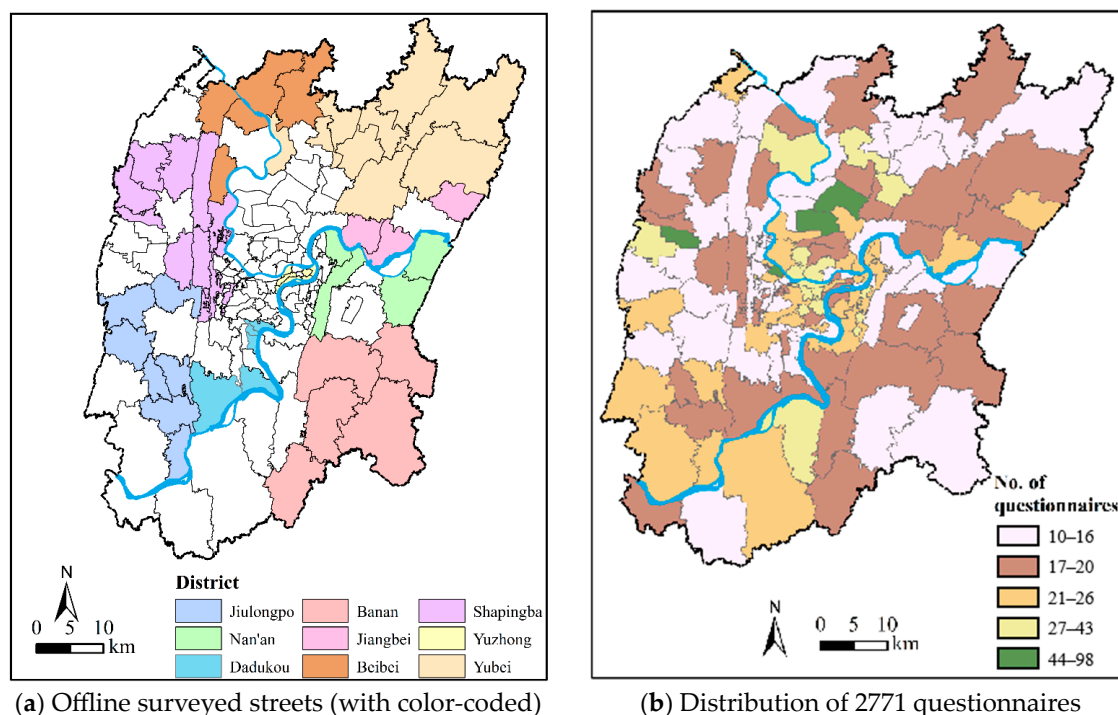 N
0 5 10
km
District
Jiulongpo Banan Shapingba
Nan'an Jiangbei Yuzhong
Dadukou Beibei Yubei
(a) Offline surveyed streets (with color-coded)
N
0 5 10
km
No. of
questionnaires
10–16
17–20
21–26
27–43
44–98
(b) Distribution of 2771 questionnaires